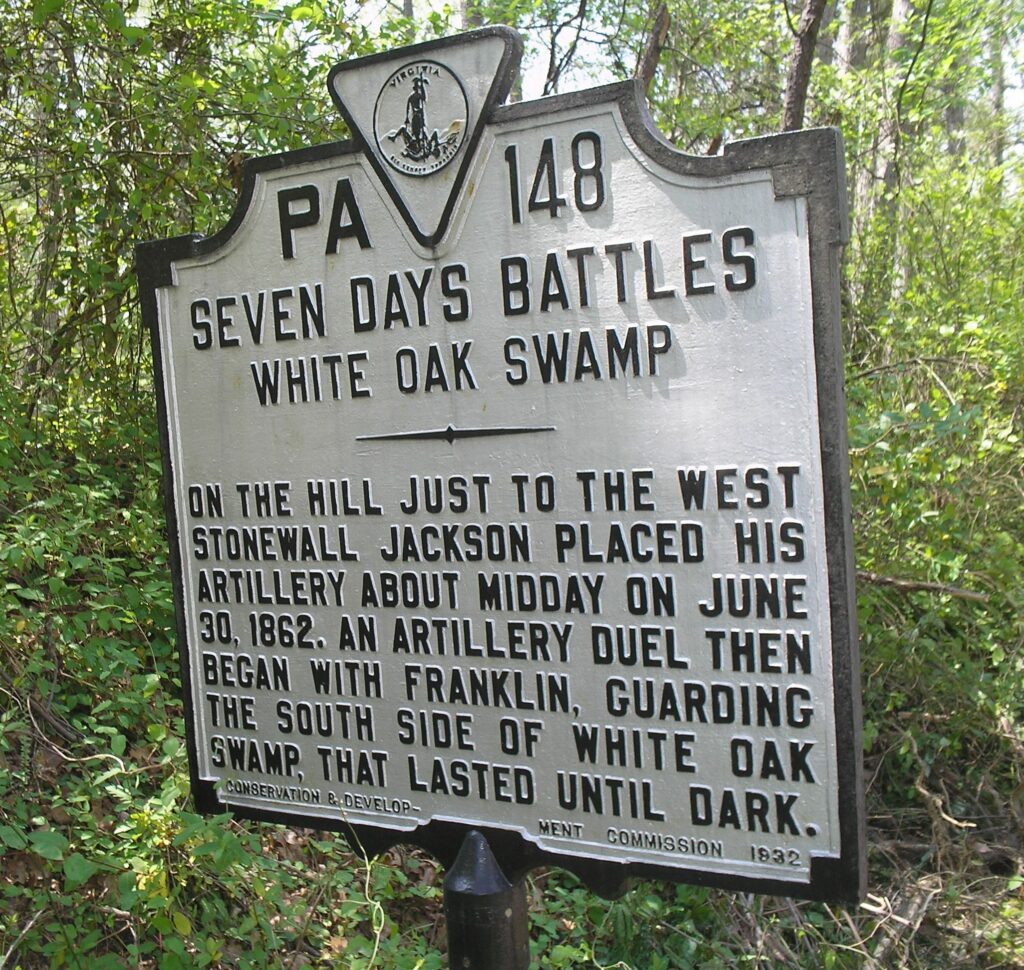 VIRGINIA
PA 148
SEVEN DAYS BATTLES
WHITE OAK SWAMP
ON THE HILL JUST TO THE WEST
STONEWALL JACKSON PLACED HIS
ARTILLERY ABOUT MIDDAY ON JUNE
30, 1862. AN ARTILLERY DUEL THEN
BEGAN WITH FRANKLIN, GUARDING
THE SOUTH SIDE OF WHITE OAK
SWAMP, THAT LASTED UNTIL DARK.
CONSERVATION & DEVELOP-
MENT COMMISSION 1932